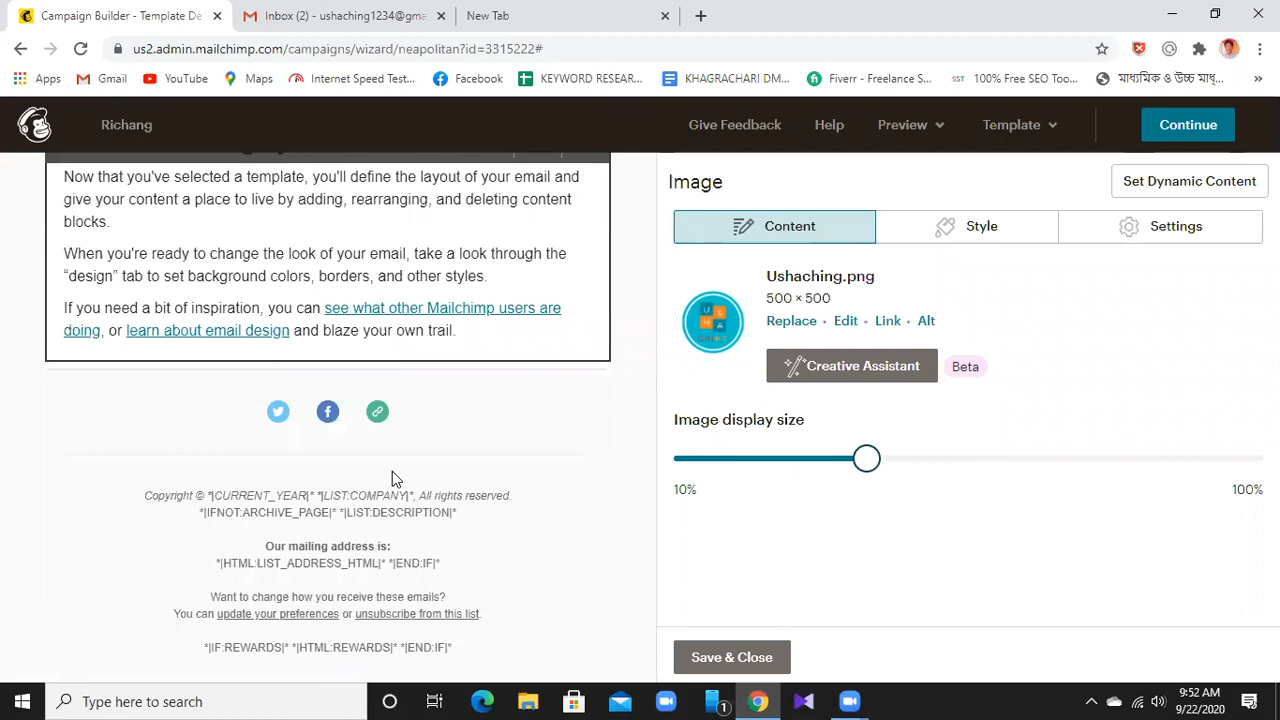 Campaign Builder - Template De
Inbox (2) - ushaching1234@gma
New Tab
us2.admin.mailchimp.com/campaigns/wizard/neapolitan?id=3315222#
Apps
Gmail
YouTube
Maps
Internet Speed Test...
Facebook
KEYWORD RESEAR...
KHAGRACHARI DM...
Fiverr - Freelance S...
SST
100% Free SEO Too...
মাধ্যমিক ও উচ্চ মাধ্...
Richang
Give Feedback
Help
Preview
Template
Continue
Now that you've selected a template, you'll define the layout of your email and
give your content a place to live by adding, rearranging, and deleting content
blocks.
When you're ready to change the look of your email, take a look through the
“design” tab to set background colors, borders, and other styles.
If you need a bit of inspiration, you can see what other Mailchimp users are
doing, or learn about email design and blaze your own trail.
Copyright © *|CURRENT_YEAR|* *|LIST:COMPANY|*, All rights reserved.
*|IFNOT:ARCHIVE_PAGE|* *|LIST:DESCRIPTION|*
Our mailing address is:
*|HTML:LIST_ADDRESS_HTML|* *|END:IF|*
Want to change how you receive these emails?
You can update your preferences or unsubscribe from this list.
*|IF:REWARDS|* *|HTML:REWARDS|* *|END:IF|*
Image
Set Dynamic Content
Content
Style
Settings
U S
H A
CHING
Ushaching.png
500 × 500
Replace · Edit · Link · Alt
Creative Assistant
Beta
Image display size
10%
100%
Save & Close
Type here to search
1
9:52 AM
9/22/2020